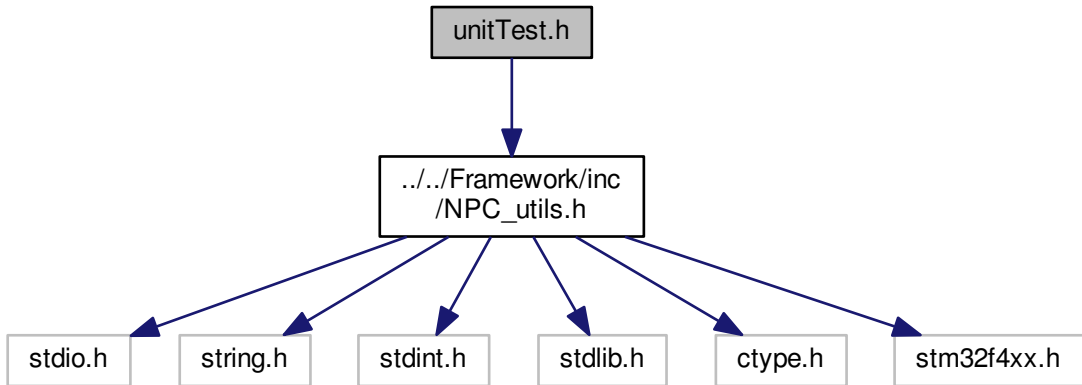 unitTest.h
../../Framework/inc
/NPC_utils.h
stdio.h
string.h
stdint.h
stdlib.h
ctype.h
stm32f4xx.h